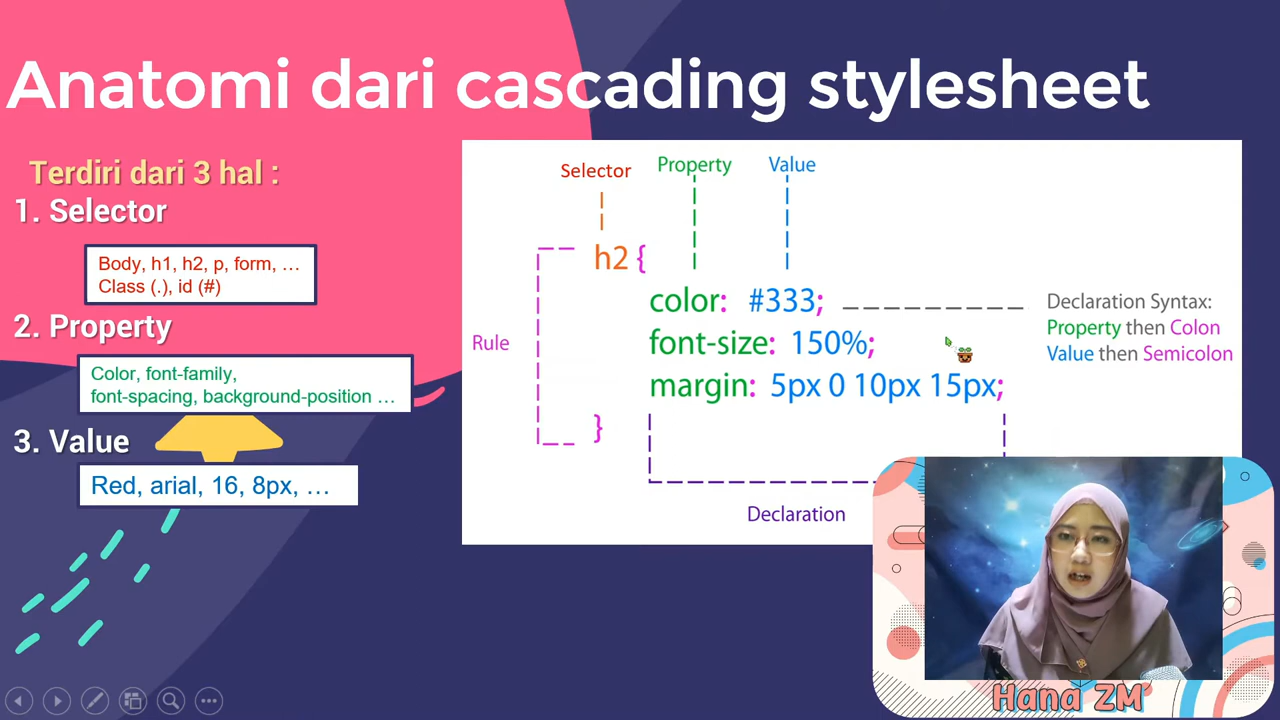 Anatomi dari cascading stylesheet
Terdiri dari 3 hal :
1. Selector
Body, h1, h2, p, form, …
Class (.), id (#)
2. Property
Color, font-family,
font-spacing, background-position …
3. Value
Red, arial, 16, 8px, …
Selector Property Value
h2 {
color: #333;
font-size: 150%;
margin: 5px 0 10px 15px;
}
Rule
Declaration Syntax:
Property then Colon
Value then Semicolon
Declaration
Hana ZM